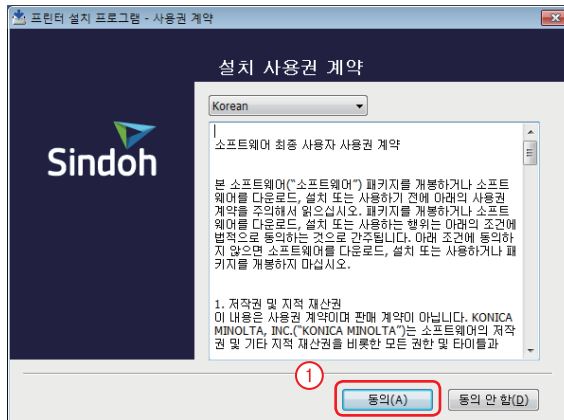 프린터 설치 프로그램 - 사용권 계약
설치 사용권 계약
Sindoh
Korean
소프트웨어 최종 사용자 사용권 계약
본 소프트웨어("소프트웨어") 패키지를 개봉하거나 소프트
웨어를 다운로드, 설치 또는 사용하기 전에 아래의 사용권
계약을 주의해서 읽으십시오. 패키지를 개봉하거나 소프트
웨어를 다운로드, 설치 또는 사용하는 행위는 아래의 조건에
법적으로 동의하는 것으로 간주됩니다. 아래 조건에 동의하
지 않으면 소프트웨어를 다운로드, 설치 또는 사용하거나 패
키지를 개봉하지 마십시오.
1. 저작권 및 지적 재산권
이 내용은 사용권 계약이며 판매 계약이 아닙니다. KONICA
MINOLTA, INC.("KONICA MINOLTA")는 소프트웨어의 저작
권 및 기타 지적 재산권을 비롯한 모든 권한 및 타이틀과
1
동의(A)
동의 안 함(D)